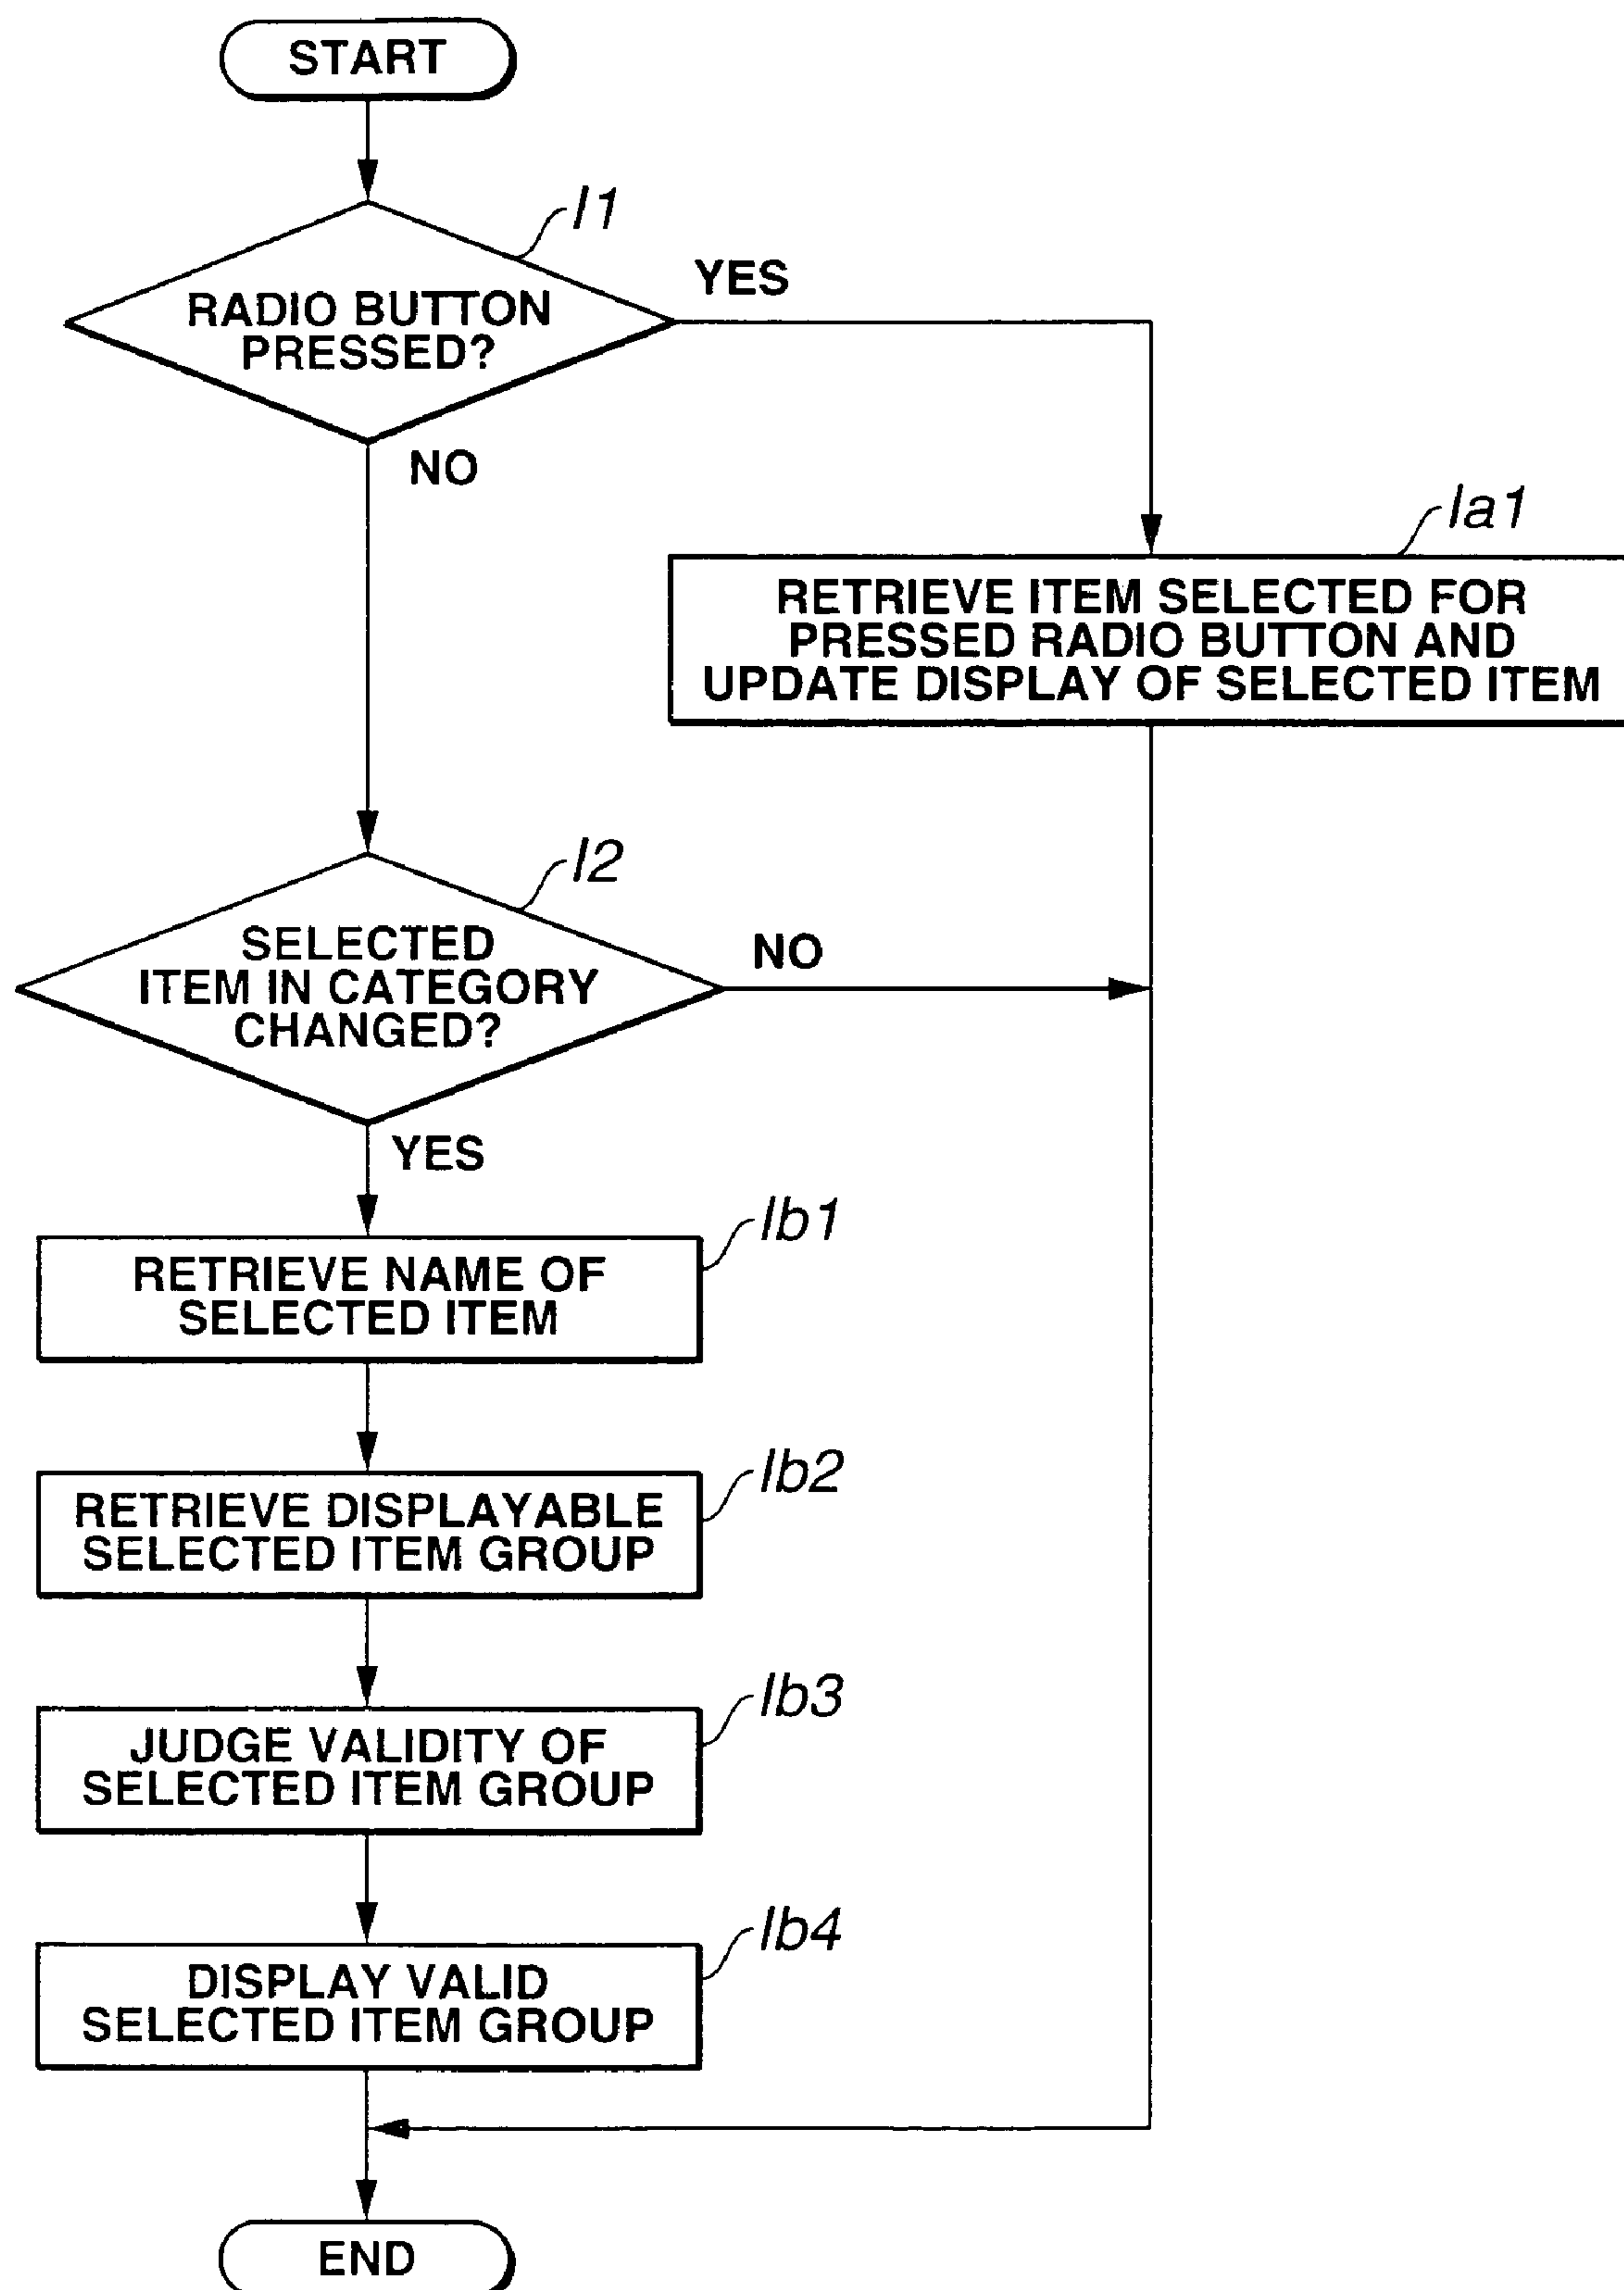 START
I1
RADIO BUTTON
PRESSED?
YES
NO
Ia1
RETRIEVE ITEM SELECTED FOR
PRESSED RADIO BUTTON AND
UPDATE DISPLAY OF SELECTED ITEM
I2
SELECTED
ITEM IN CATEGORY
CHANGED?
NO
YES
Ib1
RETRIEVE NAME OF
SELECTED ITEM
Ib2
RETRIEVE DISPLAYABLE
SELECTED ITEM GROUP
Ib3
JUDGE VALIDITY OF
SELECTED ITEM GROUP
Ib4
DISPLAY VALID
SELECTED ITEM GROUP
END